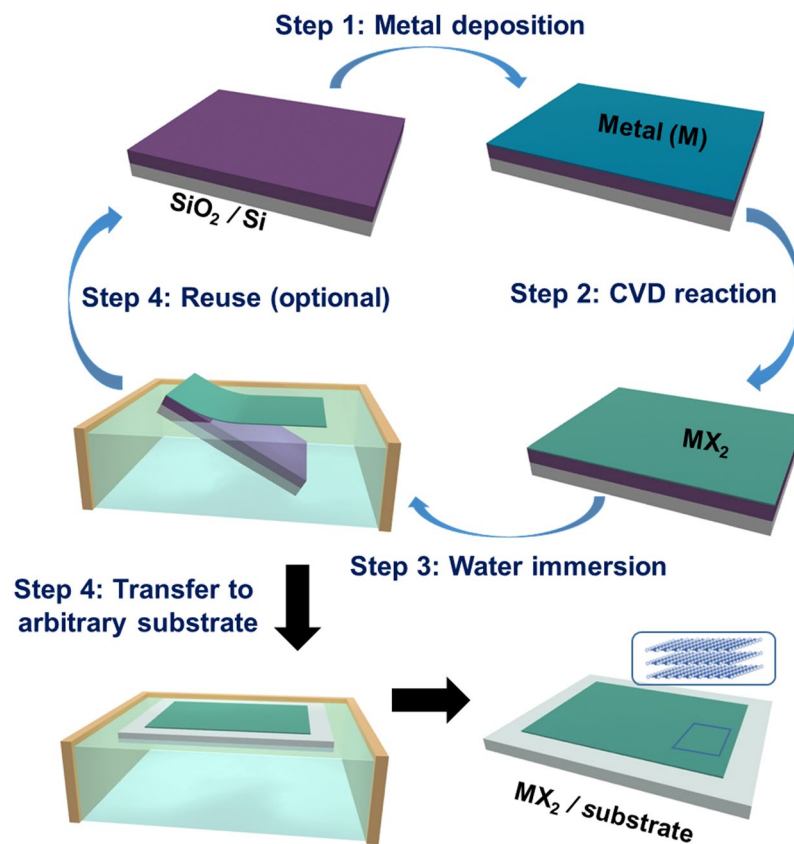 Step 1: Metal deposition
Metal (M)
SiO₂ / Si
Step 4: Reuse (optional)
Step 2: CVD reaction
MX₂
Step 3: Water immersion
Step 4: Transfer to
arbitrary substrate
MX₂ / substrate